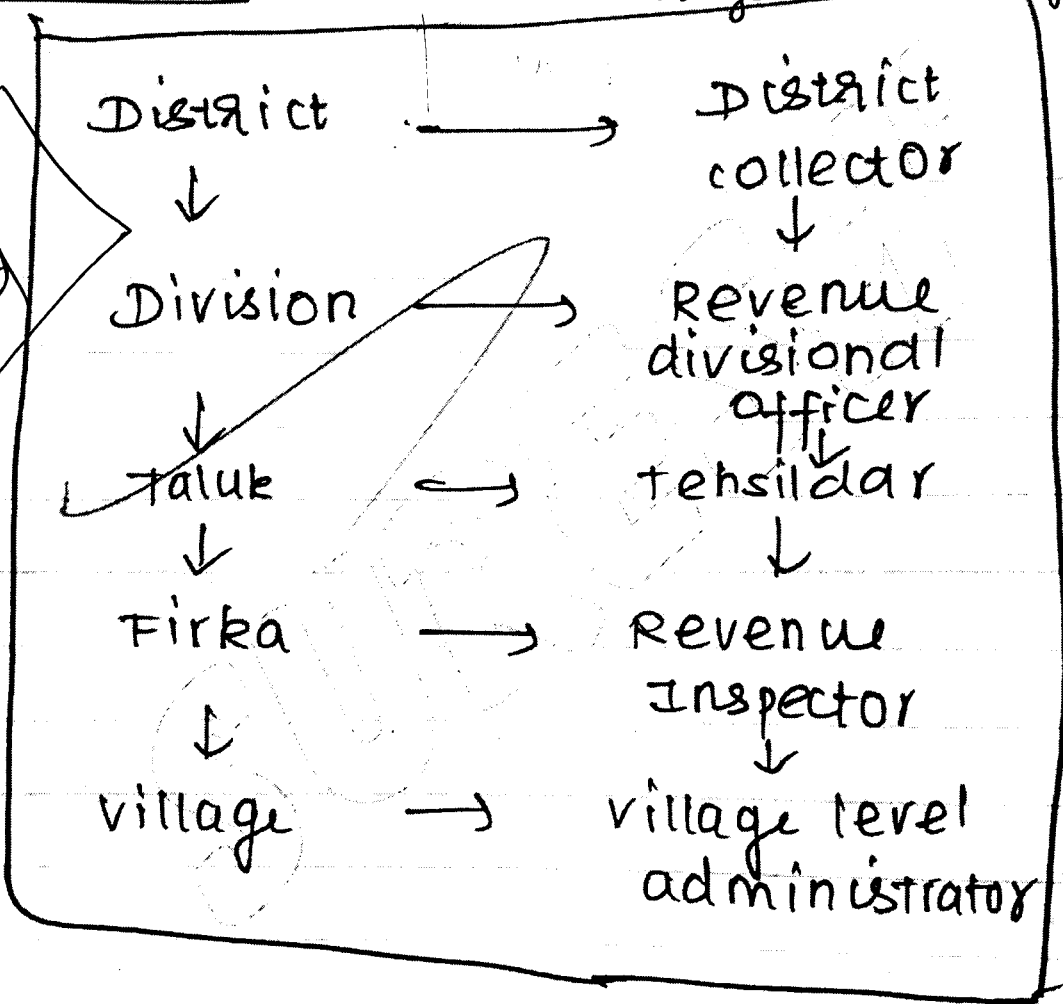 District → District
collector
↓ ↓
Division → Revenue
divisional
officer
↓ ↓
Taluk → tehsildar
↓ ↓
Firka → Revenue
Inspector
↓ ↓
village → village level
administrator